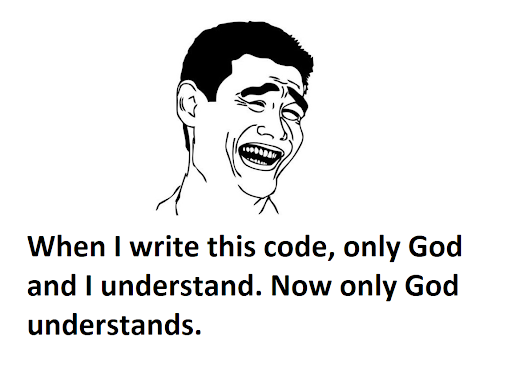 When I write this code, only God
and I understand. Now only God
understands.